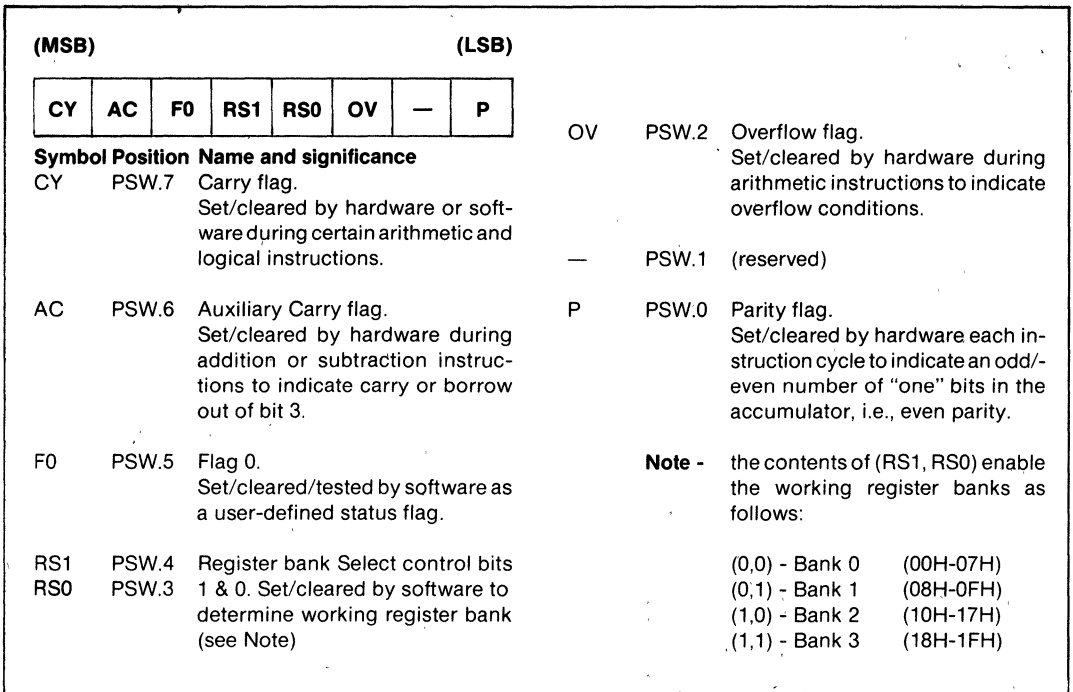 (MSB) (LSB)
CY AC F0 RS1 RS0 OV — P
Symbol Position Name and significance
CY PSW.7 Carry flag.
Set/cleared by hardware or soft-
ware during certain arithmetic and
logical instructions.
AC PSW.6 Auxiliary Carry flag.
Set/cleared by hardware during
addition or subtraction instruc-
tions to indicate carry or borrow
out of bit 3.
F0 PSW.5 Flag 0.
Set/cleared/tested by software as
a user-defined status flag.
RS1 PSW.4 Register bank Select control bits
RS0 PSW.3 1 & 0. Set/cleared by software to
determine working register bank
(see Note)
OV PSW.2 Overflow flag.
Set/cleared by hardware during
arithmetic instructions to indicate
overflow conditions.
— PSW.1 (reserved)
P PSW.0 Parity flag.
Set/cleared by hardware each in-
struction cycle to indicate an odd/-
even number of "one" bits in the
accumulator, i.e., even parity.
Note - the contents of (RS1, RS0) enable
the working register banks as
follows:
(0,0) - Bank 0 (00H-07H)
(0,1) - Bank 1 (08H-0FH)
(1,0) - Bank 2 (10H-17H)
(1,1) - Bank 3 (18H-1FH)